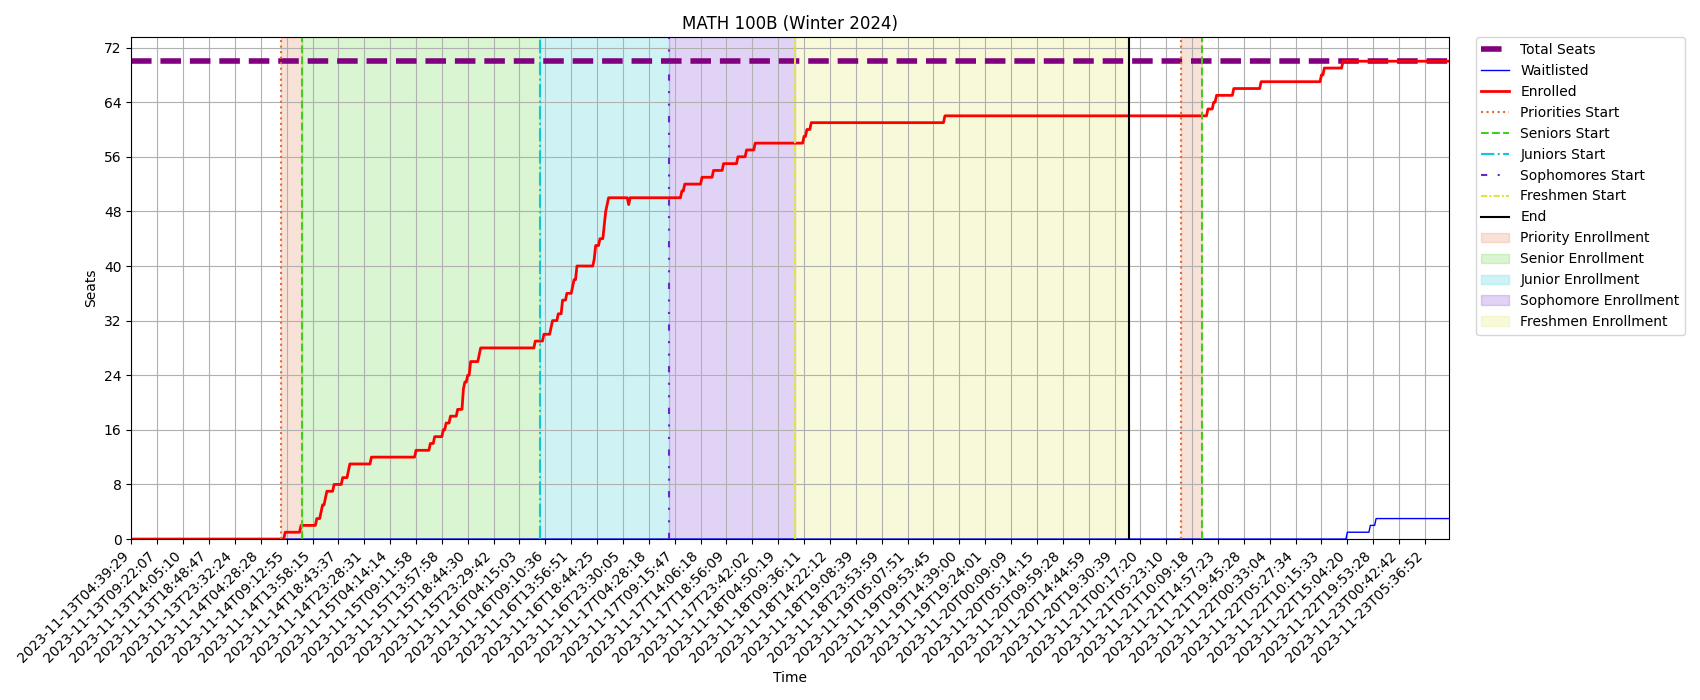 MATH 100B (Winter 2024)
72
64
56
48
40
32
24
16
8
0
Seats
2023-11-13T04:39:29
2023-11-13T09:22:07
2023-11-13T14:05:10
2023-11-13T18:48:47
2023-11-13T23:32:24
2023-11-14T04:28:28
2023-11-14T09:12:55
2023-11-14T13:58:15
2023-11-14T18:43:37
2023-11-14T23:28:31
2023-11-15T04:14:14
2023-11-15T09:11:58
2023-11-15T13:57:58
2023-11-15T18:44:30
2023-11-15T23:29:42
2023-11-16T04:15:03
2023-11-16T09:10:36
2023-11-16T13:56:51
2023-11-16T18:44:25
2023-11-16T23:30:05
2023-11-17T04:28:18
2023-11-17T09:15:47
2023-11-17T14:06:18
2023-11-17T18:56:09
2023-11-17T23:42:02
2023-11-18T04:50:19
2023-11-18T09:36:11
2023-11-18T14:22:12
2023-11-18T19:08:39
2023-11-18T23:53:59
2023-11-19T05:07:51
2023-11-19T09:53:45
2023-11-19T14:39:00
2023-11-19T19:24:01
2023-11-20T00:09:09
2023-11-20T05:14:15
2023-11-20T09:59:28
2023-11-20T14:44:59
2023-11-20T19:30:39
2023-11-21T00:17:20
2023-11-21T05:23:10
2023-11-21T10:09:18
2023-11-21T14:57:23
2023-11-21T19:45:28
2023-11-22T00:33:04
2023-11-22T05:27:34
2023-11-22T10:15:33
2023-11-22T15:04:20
2023-11-22T19:53:28
2023-11-23T00:42:42
2023-11-23T05:36:52
Time
Total Seats
Waitlisted
Enrolled
Priorities Start
Seniors Start
Juniors Start
Sophomores Start
Freshmen Start
End
Priority Enrollment
Senior Enrollment
Junior Enrollment
Sophomore Enrollment
Freshmen Enrollment